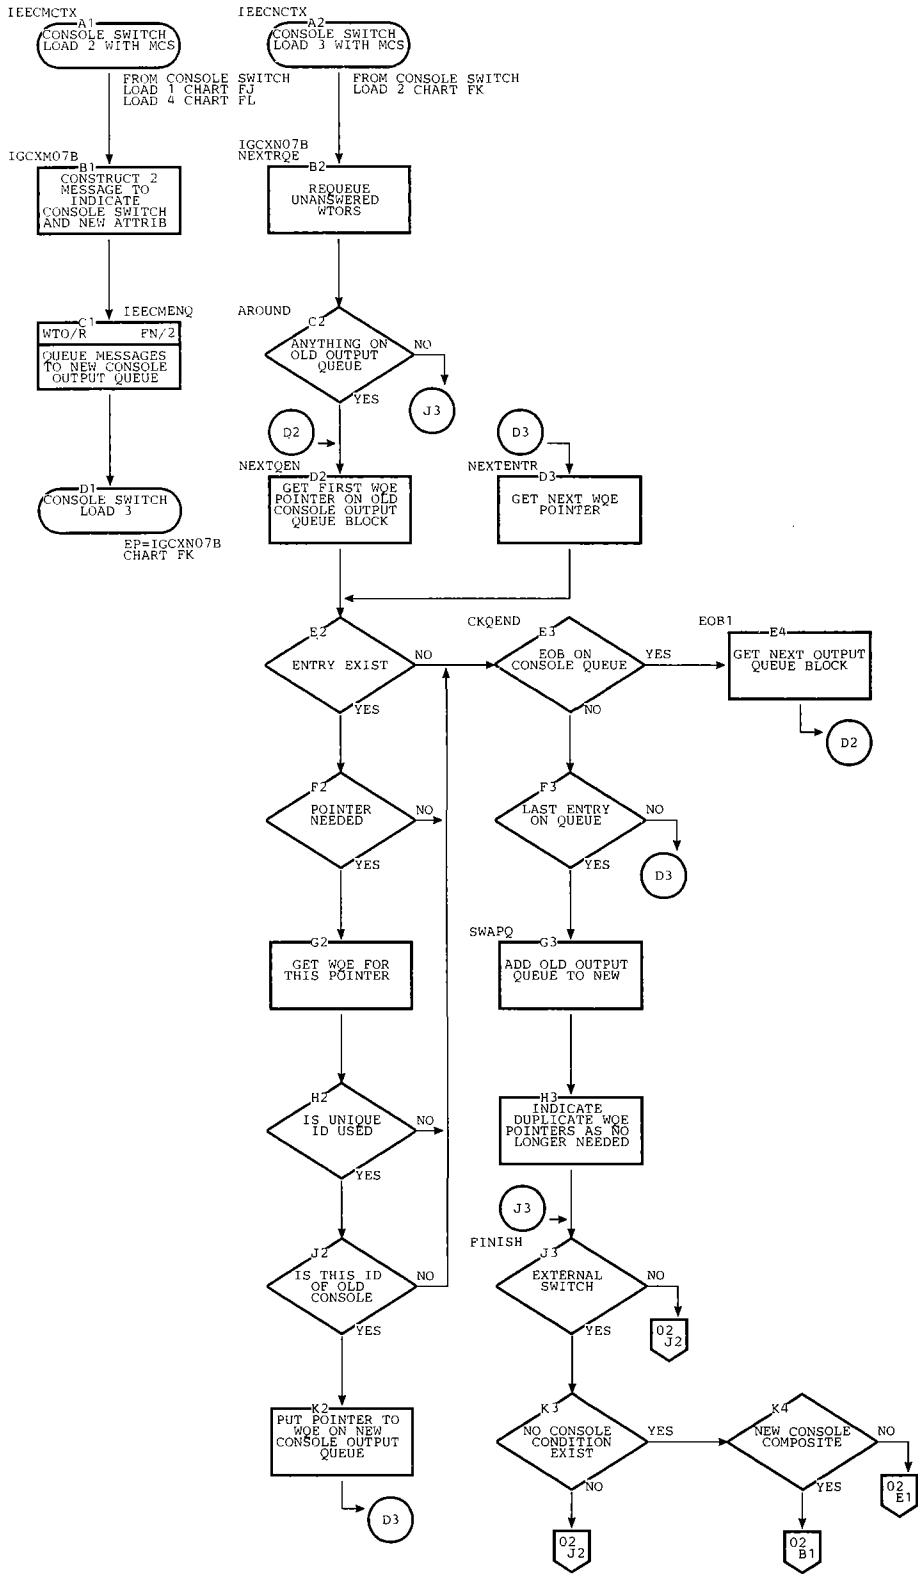 IEECMCTX
A1
CONSOLE SWITCH
LOAD 2 WITH MCS
FROM CONSOLE SWITCH
LOAD 1 CHART FJ
LOAD 4 CHART FL
IGCXM07B
B1
CONSTRUCT 2
MESSAGE TO
INDICATE
CONSOLE SWITCH
AND NEW ATTRIB
IEECMENQ
C1
WTO/R FN/2
QUEUE MESSAGES
TO NEW CONSOLE
OUTPUT QUEUE
D1
CONSOLE SWITCH
LOAD 3
EP=IGCXN07B
CHART FK
IEECNCTX
A2
CONSOLE SWITCH
LOAD 3 WITH MCS
FROM CONSOLE SWITCH
LOAD 2 CHART FK
IGCXN07B
NEXTRQE
B2
REQUEUE
UNANSWERED
WTORS
AROUND
C2
ANYTHING ON
OLD OUTPUT
QUEUE
NO
J3
YES
D2
NEXTQEN
D2
GET FIRST WQE
POINTER ON OLD
CONSOLE OUTPUT
QUEUE BLOCK
D3
NEXTENTR
D3
GET NEXT WQE
POINTER
E2
ENTRY EXIST
NO
YES
CKQEND
E3
EOB ON
CONSOLE QUEUE
YES
NO
EOB1
E4
GET NEXT OUTPUT
QUEUE BLOCK
D2
F2
POINTER
NEEDED
NO
YES
F3
LAST ENTRY
ON QUEUE
NO
D3
YES
G2
GET WQE FOR
THIS POINTER
SWAPQ
G3
ADD OLD OUTPUT
QUEUE TO NEW
H2
IS UNIQUE
ID USED
NO
YES
H3
INDICATE
DUPLICATE WQE
POINTERS AS NO
LONGER NEEDED
J2
IS THIS ID
OF OLD
CONSOLE
NO
YES
J3
FINISH
J3
EXTERNAL
SWITCH
NO
02
J2
YES
K2
PUT POINTER TO
WQE ON NEW
CONSOLE OUTPUT
QUEUE
D3
K3
NO CONSOLE
CONDITION
EXIST
YES
NO
02
J2
K4
NEW CONSOLE
COMPOSITE
NO
02
E1
YES
02
B1